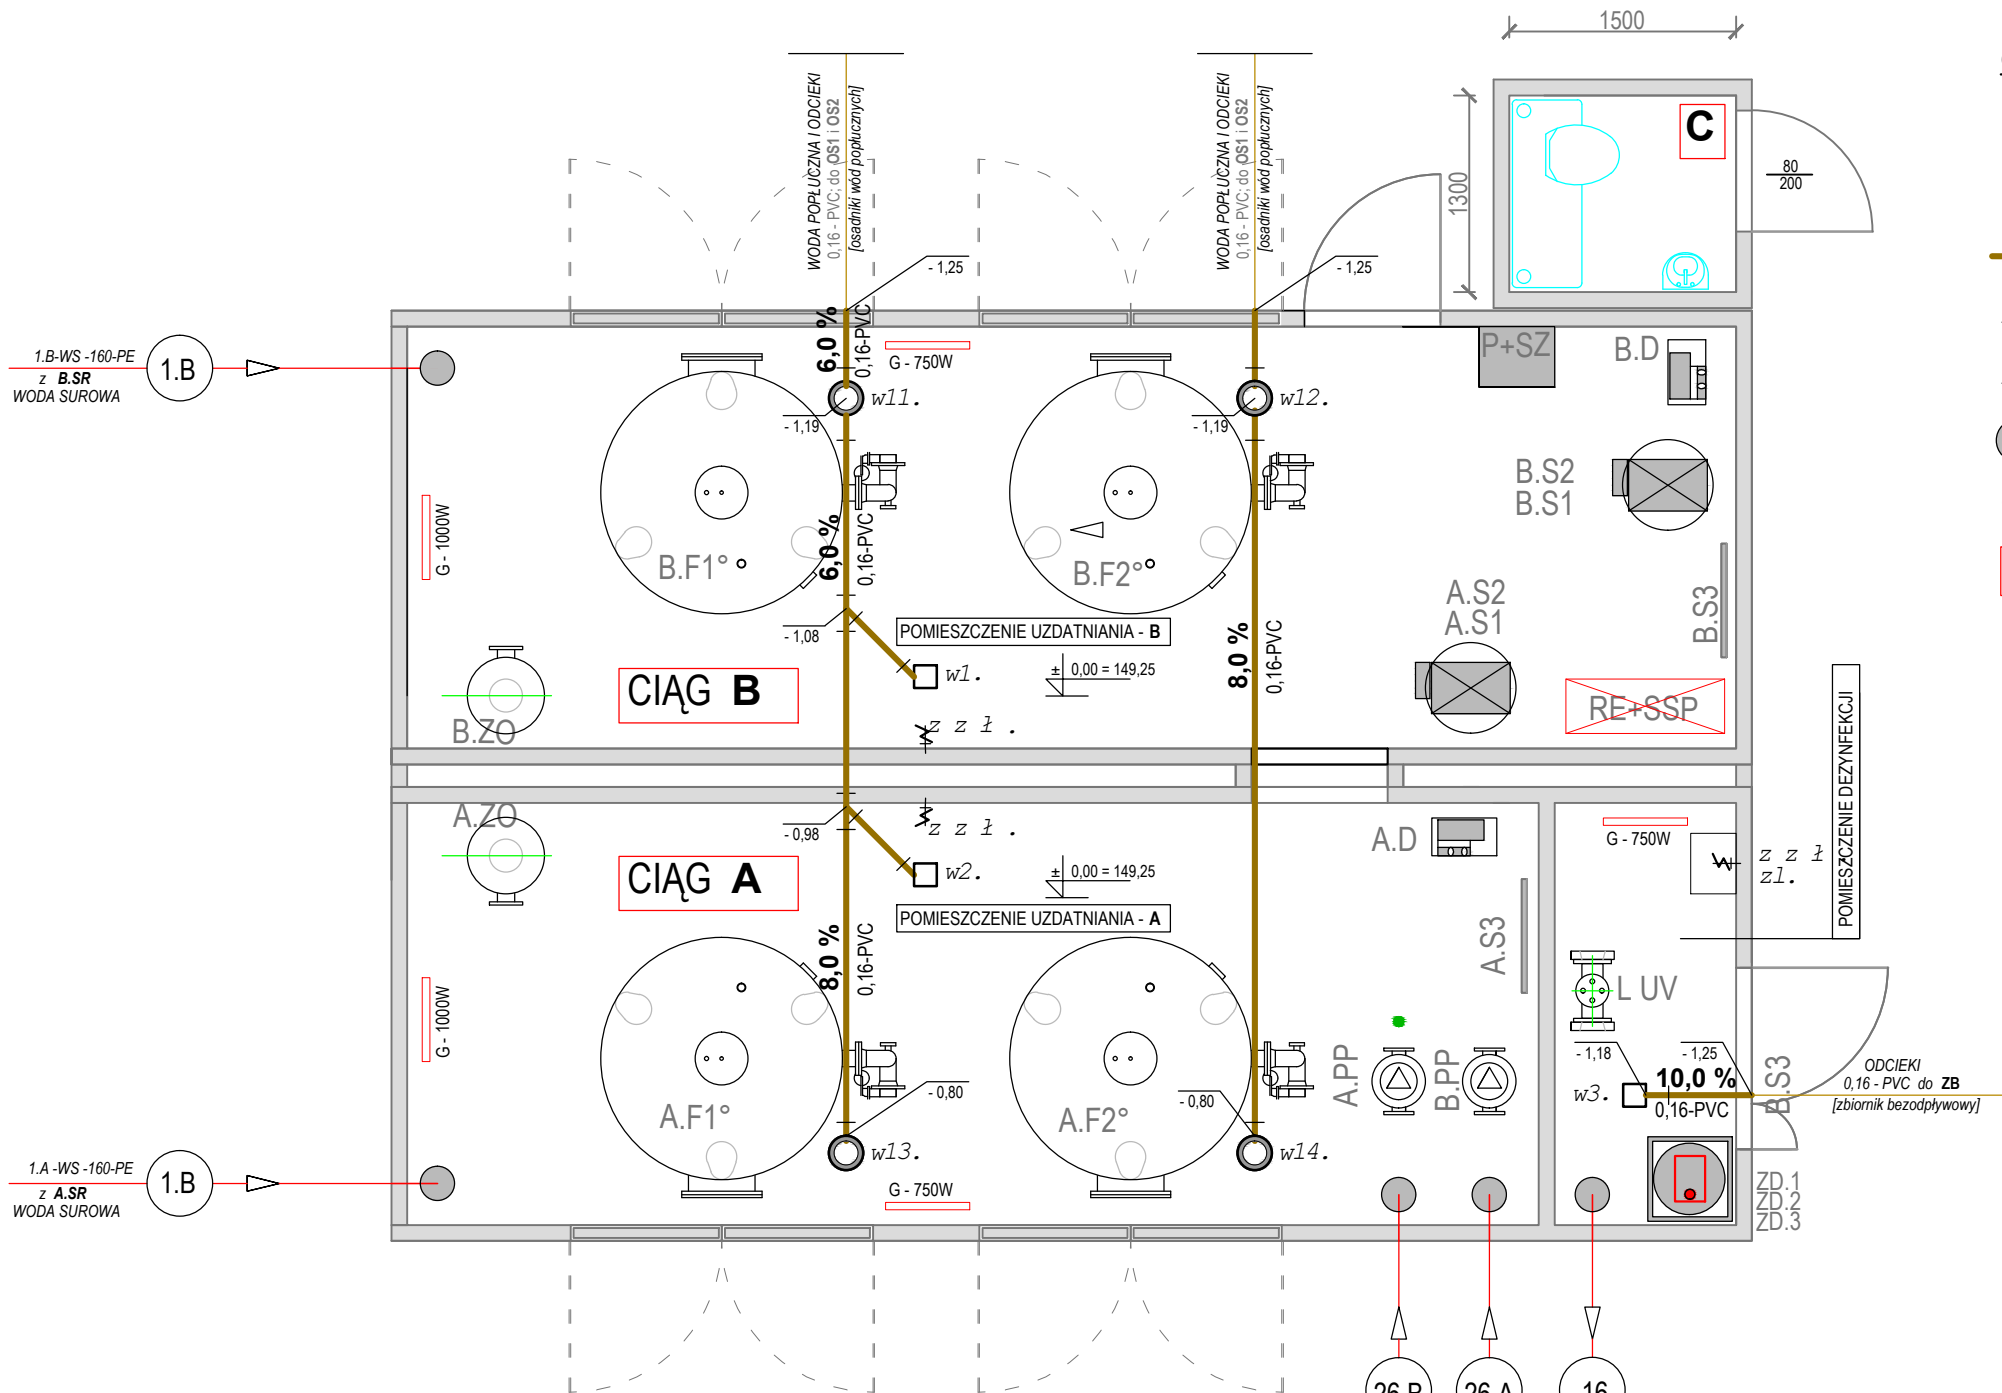 1500
1300
C
80
200
WODA POPŁUCZNA I ODCIEKI
0,16 - PVC; do OS1 i OS2
[osadniki wód popłucznych]
WODA POPŁUCZNA I ODCIEKI
0,16 - PVC; do OS1 i OS2
[osadniki wód popłucznych]
- 1,25
- 1,25
1.B-WS -160-PE
z B.SR
WODA SUROWA
1.B
6,0 %
0,16-PVC
G - 750W
P+SZ
B.D
w11.
w12.
- 1,19
- 1,19
B.S2
B.S1
G - 1000W
6,0 %
0,16-PVC
B.F1°
B.F2°
A.S2
A.S1
B.S3
- 1,08
POMIESZCZENIE UZDATNIANIA - B
w1.
± 0,00 = 149,25
8,0 %
0,16-PVC
CIĄG B
B.ZO
z z ł .
RE+SSP
POMIESZCZENIE DEZYNFEKCJI
A.ZO
z z ł .
- 0,98
A.D
G - 750W
z z ł
zl.
CIĄG A
w2.
± 0,00 = 149,25
POMIESZCZENIE UZDATNIANIA - A
8,0 %
0,16-PVC
A.S3
L UV
G - 1000W
- 1,18
- 1,25
A.PP
B.PP
w3.
10,0 %
0,16-PVC
B.S3
ODCIEKI
0,16 - PVC do ZB
[zbiornik bezodpływowy]
A.F1°
A.F2°
- 0,80
- 0,80
w13.
w14.
1.A -WS -160-PE
z A.SR
WODA SUROWA
1.B
G - 750W
ZD.1
ZD.2
ZD.3
26.B
26.A
16